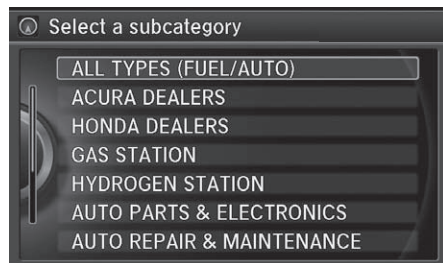 Select a subcategory
ALL TYPES (FUEL/AUTO)
ACURA DEALERS
HONDA DEALERS
GAS STATION
HYDROGEN STATION
AUTO PARTS & ELECTRONICS
AUTO REPAIR & MAINTENANCE